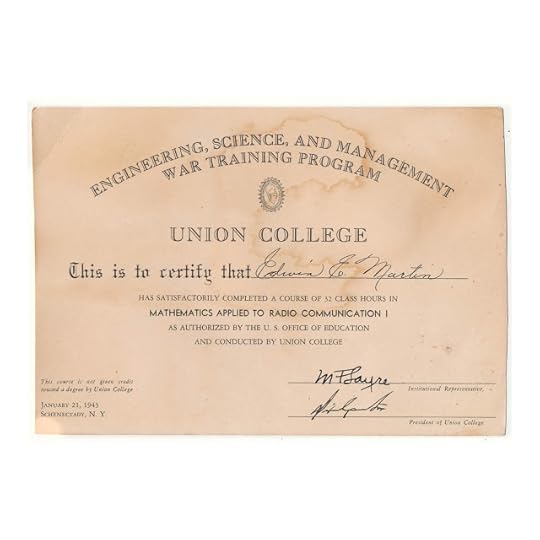 ENGINEERING, SCIENCE, AND MANAGEMENT
WAR TRAINING PROGRAM
UNION COLLEGE
This is to certify that Edwin E. Martin
HAS SATISFACTORILY COMPLETED A COURSE OF 32 CLASS HOURS IN
MATHEMATICS APPLIED TO RADIO COMMUNICATION I
AS AUTHORIZED BY THE U. S. OFFICE OF EDUCATION
AND CONDUCTED BY UNION COLLEGE
This course is not given credit
toward a degree by Union College
JANUARY 21, 1943
SCHENECTADY, N. Y.
M F Sayre
Institutional Representative,
President of Union College